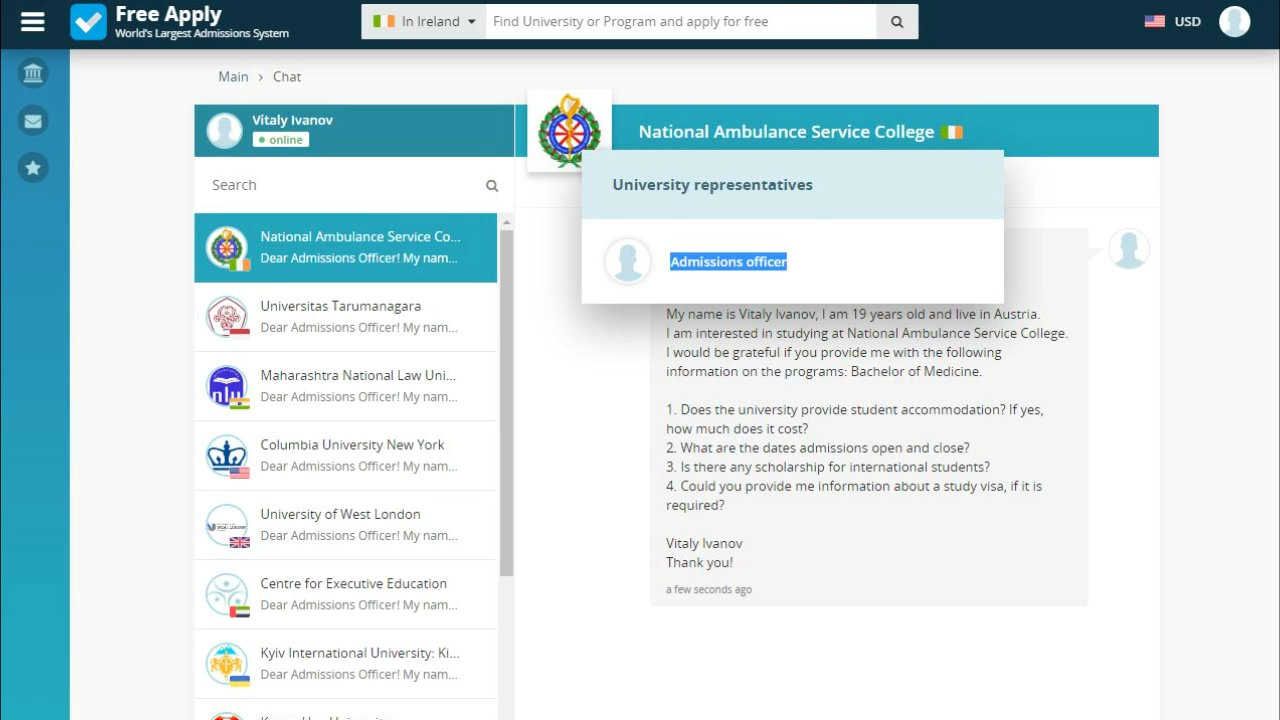 Free Apply
World's Largest Admissions System
In Ireland
Find University or Program and apply for free
USD
Main > Chat
Vitaly Ivanov
online
Search
National Ambulance Service Co...
Dear Admissions Officer! My nam...
Universitas Tarumanagara
Dear Admissions Officer! My nam...
Maharashtra National Law Uni...
Dear Admissions Officer! My nam...
Columbia University New York
Dear Admissions Officer! My nam...
University of West London
Dear Admissions Officer! My nam...
Centre for Executive Education
Dear Admissions Officer! My nam...
Kyiv International University: Ki...
Dear Admissions Officer! My nam...
National Ambulance Service College
University representatives
Admissions officer
My name is Vitaly Ivanov, I am 19 years old and live in Austria.
I am interested in studying at National Ambulance Service College.
I would be grateful if you provide me with the following
information on the programs: Bachelor of Medicine.
1. Does the university provide student accommodation? If yes,
how much does it cost?
2. What are the dates admissions open and close?
3. Is there any scholarship for international students?
4. Could you provide me information about a study visa, if it is
required?
Vitaly Ivanov
Thank you!
a few seconds ago